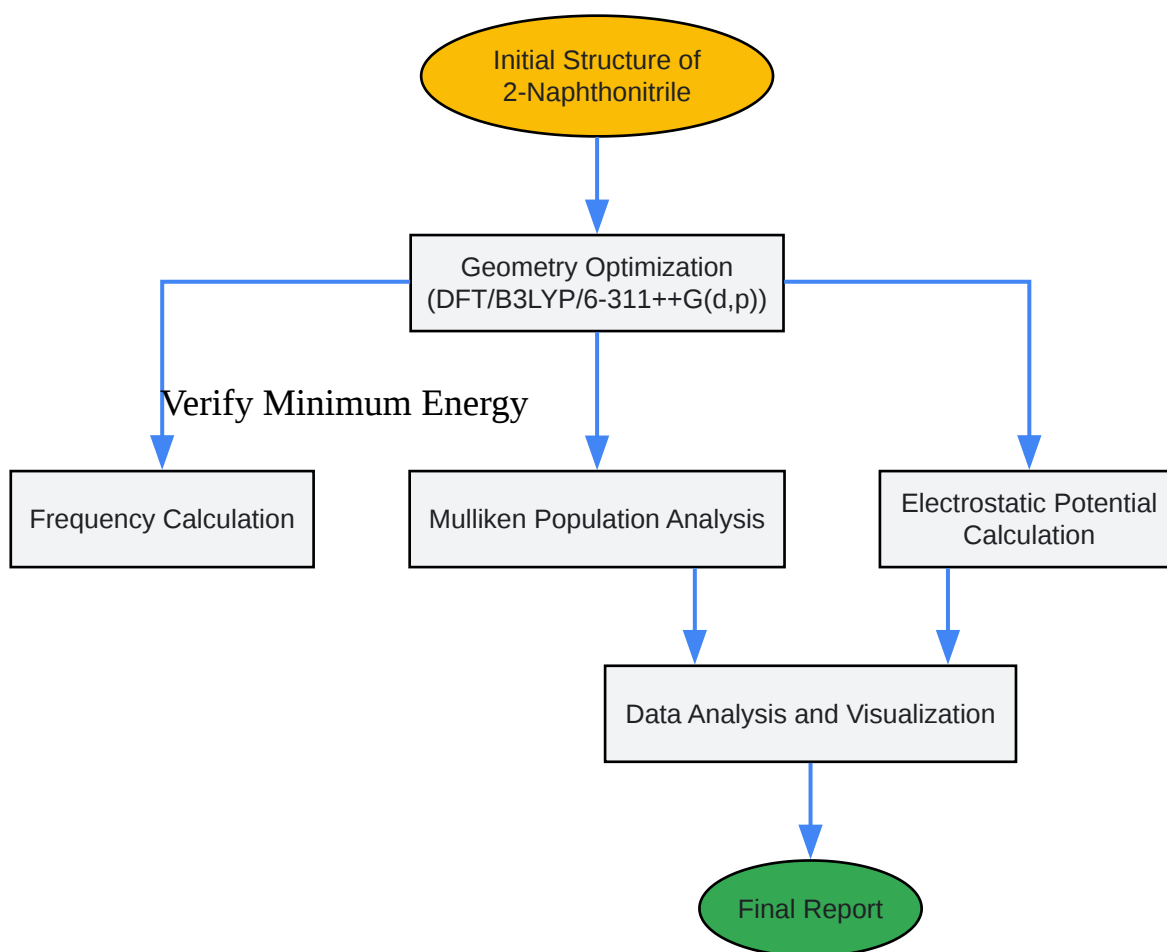 Initial Structure of
2-Naphthonitrile
Geometry Optimization
(DFT/B3LYP/6-311++G(d,p))
Verify Minimum Energy
Frequency Calculation
Mulliken Population Analysis
Electrostatic Potential
Calculation
Data Analysis and Visualization
Final Report